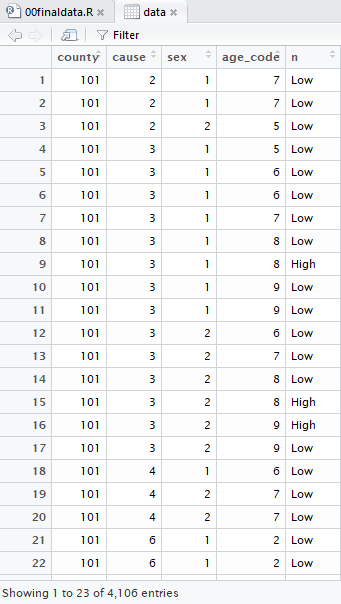 00finaldata.R × data ×
Filter
county cause sex age_code n
1 101 2 1 7 Low
2 101 2 1 7 Low
3 101 2 2 5 Low
4 101 3 1 5 Low
5 101 3 1 6 Low
6 101 3 1 6 Low
7 101 3 1 7 Low
8 101 3 1 8 Low
9 101 3 1 8 High
10 101 3 1 9 Low
11 101 3 1 9 Low
12 101 3 2 6 Low
13 101 3 2 7 Low
14 101 3 2 8 Low
15 101 3 2 8 High
16 101 3 2 9 High
17 101 3 2 9 Low
18 101 4 1 6 Low
19 101 4 2 7 Low
20 101 4 2 7 Low
21 101 6 1 2 Low
22 101 6 1 2 Low
Showing 1 to 23 of 4,106 entries